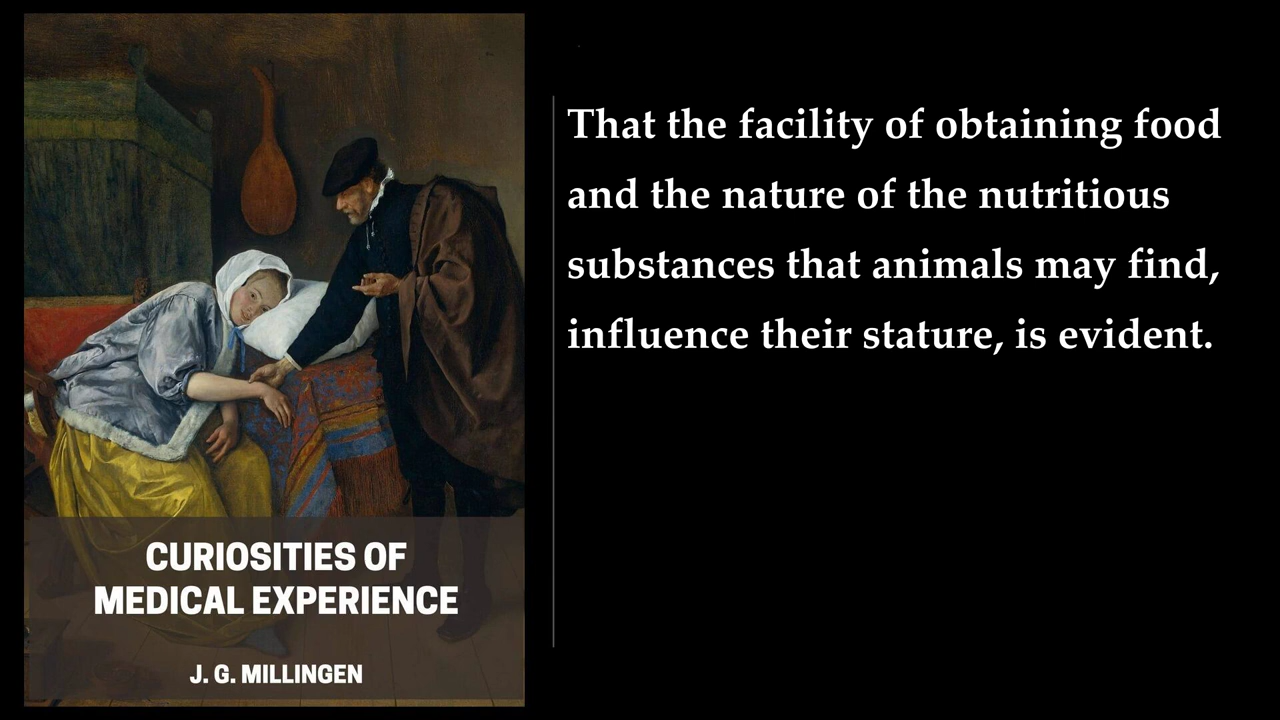 That the facility of obtaining food
and the nature of the nutritious
substances that animals may find,
influence their stature, is evident.
CURIOSITIES OF
MEDICAL EXPERIENCE
J. G. MILLINGEN